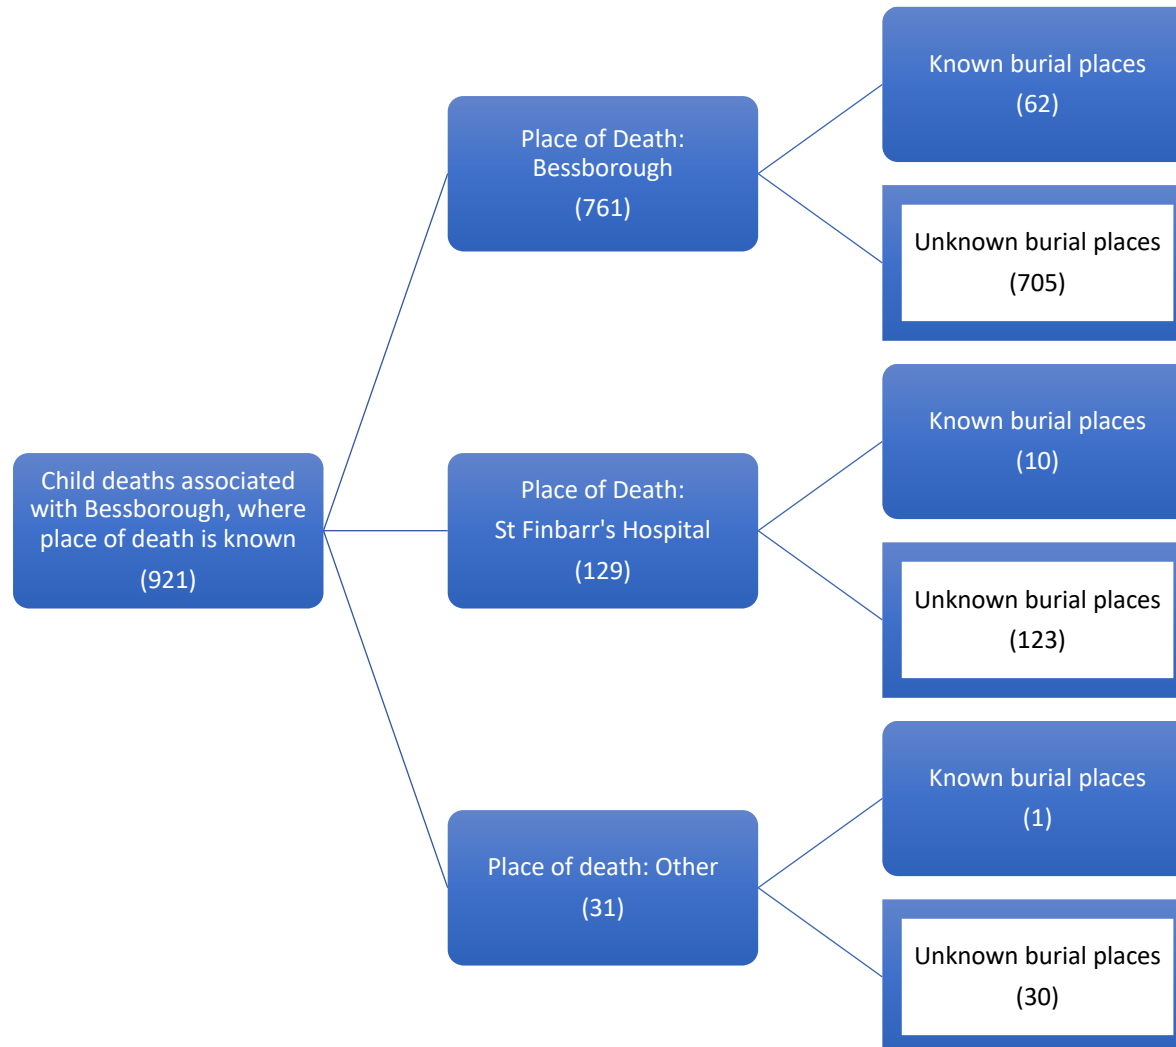 Child deaths associated
with Bessborough, where
place of death is known
(921)
Place of Death:
Bessborough
(761)
Known burial places
(62)
Unknown burial places
(705)
Place of Death:
St Finbarr's Hospital
(129)
Known burial places
(10)
Unknown burial places
(123)
Place of death: Other
(31)
Known burial places
(1)
Unknown burial places
(30)